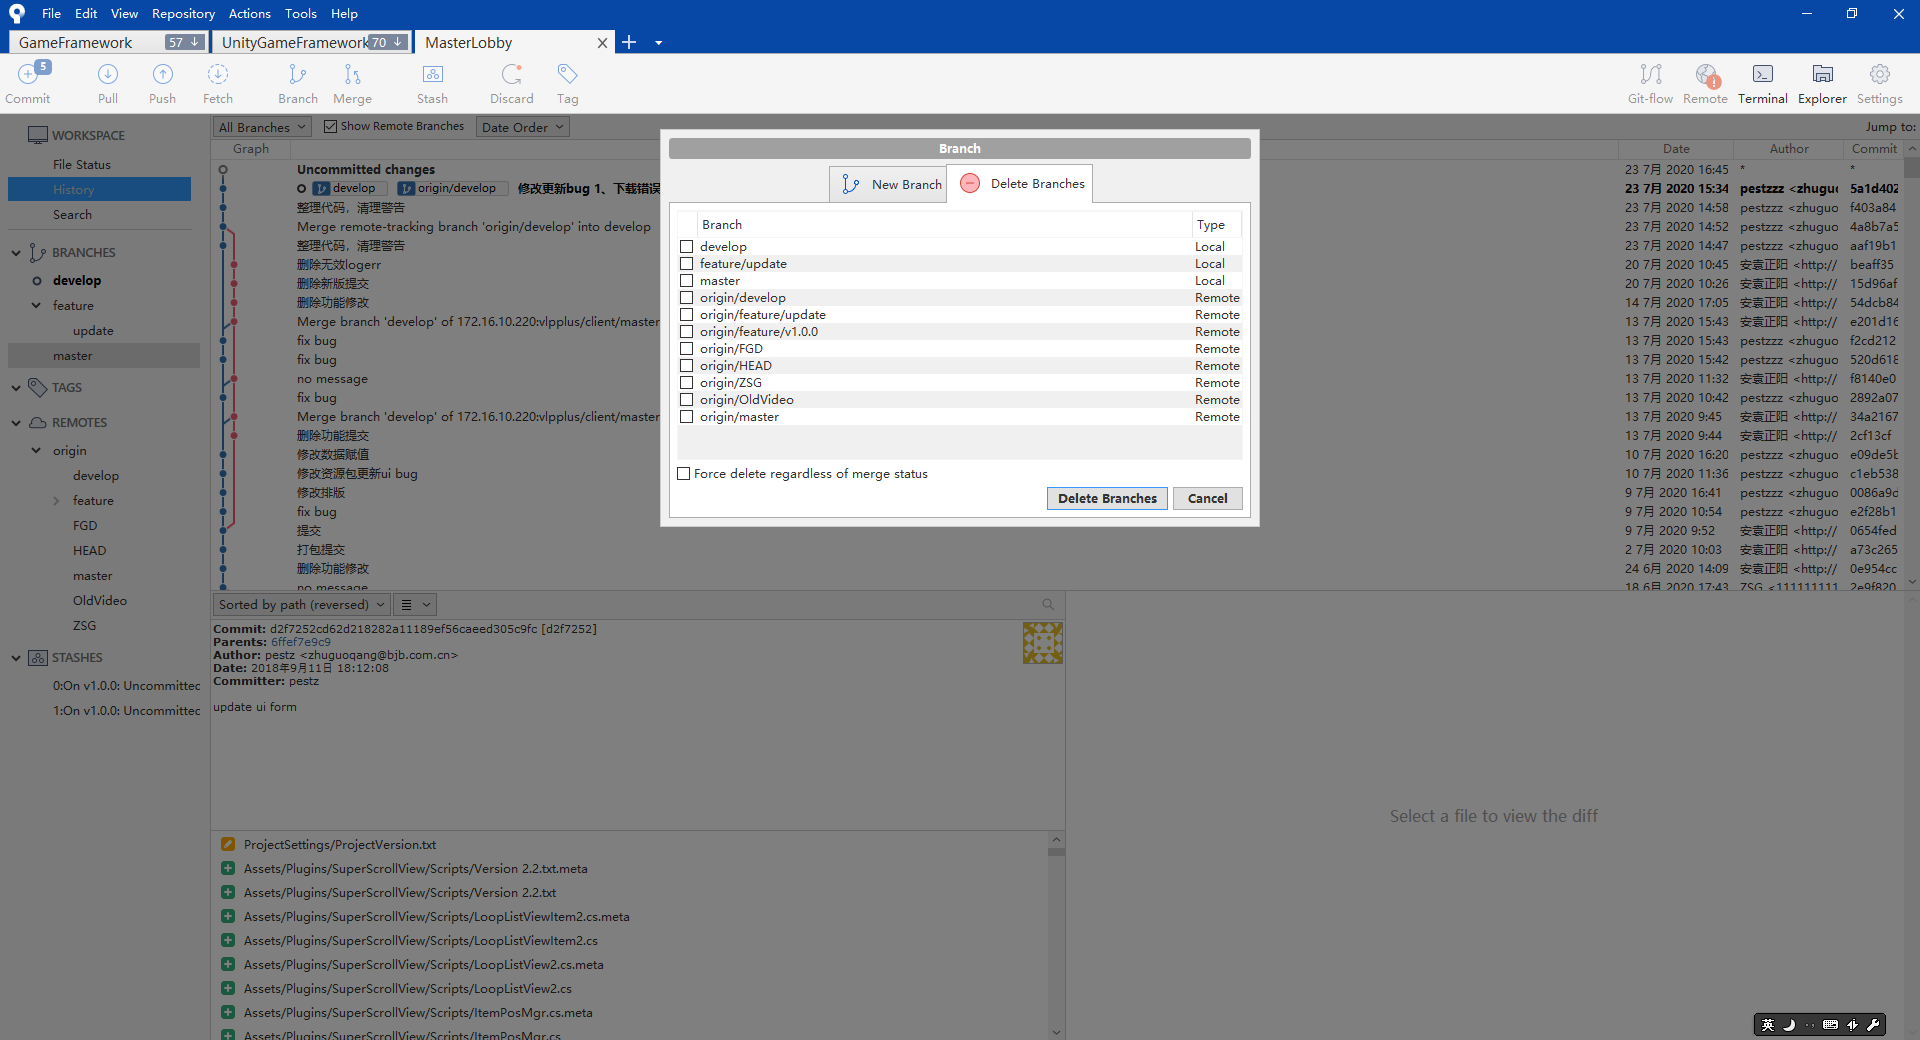 File Edit View Repository Actions Tools Help
GameFramework 57 ↓ UnityGameFramework 70 ↓ MasterLobby
5
Commit Pull Push Fetch Branch Merge Stash Discard Tag Git-flow Remote Terminal Explorer Settings
WORKSPACE
File Status
History
Search
BRANCHES
develop
feature
update
master
TAGS
REMOTES
origin
develop
feature
FGD
HEAD
master
OldVideo
ZSG
STASHES
0:On v1.0.0: Uncommitted
1:On v1.0.0: Uncommitted
All Branches Show Remote Branches Date Order Jump to:
Graph Date Author Commit
Uncommitted changes 23 7月 2020 16:45 * *
develop origin/develop 修改更新bug 1、下载错误 23 7月 2020 15:34 pestzzz <zhuguo 5a1d402
整理代码，清理警告 23 7月 2020 14:58 pestzzz <zhuguo f403a84
Merge remote-tracking branch 'origin/develop' into develop 23 7月 2020 14:52 pestzzz <zhuguo 4a8b7a5
整理代码，清理警告 23 7月 2020 14:47 pestzzz <zhuguo aaf19b1
删除无效logerr 20 7月 2020 10:45 安袁正阳 <http:// beaff35
删除新版提交 20 7月 2020 10:26 安袁正阳 <http:// 15d96af
删除功能修改 14 7月 2020 17:05 安袁正阳 <http:// 54dcb84
Merge branch 'develop' of 172.16.10.220:vlpplus/client/master 13 7月 2020 15:43 安袁正阳 <http:// e201d16
fix bug 13 7月 2020 15:43 安袁正阳 <http:// f2cd212
fix bug 13 7月 2020 15:42 安袁正阳 <http:// 520d618
no message 13 7月 2020 11:32 安袁正阳 <http:// f8140e0
fix bug 13 7月 2020 10:42 安袁正阳 <http:// 2892a07
Merge branch 'develop' of 172.16.10.220:vlpplus/client/master 13 7月 2020 9:45 安袁正阳 <http:// 34a2167
删除功能提交 13 7月 2020 9:44 安袁正阳 <http:// 2cf13cf
修改数据赋值 10 7月 2020 16:20 pestzzz <zhuguo e09de5b
修改资源包更新ui bug 10 7月 2020 11:36 pestzzz <zhuguo c1eb538
修改排版 9 7月 2020 16:41 pestzzz <zhuguo 0086a9d
fix bug 9 7月 2020 10:54 pestzzz <zhuguo e2f28b1
提交 9 7月 2020 9:52 安袁正阳 <http:// 0654fed
打包提交 2 7月 2020 10:03 安袁正阳 <http:// a73c265
删除功能修改 24 6月 2020 14:09 安袁正阳 <http:// 0e954cc
no message 18 6月 2020 17:43 ZSG <111111111 2e9f820
Branch
New Branch Delete Branches
Branch Type
develop Local
feature/update Local
master Local
origin/develop Remote
origin/feature/update Remote
origin/feature/v1.0.0 Remote
origin/FGD Remote
origin/HEAD Remote
origin/ZSG Remote
origin/OldVideo Remote
origin/master Remote
Force delete regardless of merge status
Delete Branches Cancel
Sorted by path (reversed)
Commit: d2f7252cd62d218282a11189ef56caeed305c9fc [d2f7252]
Parents: 6ffef7e9c9
Author: pestz <zhuguoqang@bjb.com.cn>
Date: 2018年9月11日 18:12:08
Committer: pestz
update ui form
ProjectSettings/ProjectVersion.txt
Assets/Plugins/SuperScrollView/Scripts/Version 2.2.txt.meta
Assets/Plugins/SuperScrollView/Scripts/Version 2.2.txt
Assets/Plugins/SuperScrollView/Scripts/LoopListViewItem2.cs.meta
Assets/Plugins/SuperScrollView/Scripts/LoopListViewItem2.cs
Assets/Plugins/SuperScrollView/Scripts/LoopListView2.cs.meta
Assets/Plugins/SuperScrollView/Scripts/LoopListView2.cs
Assets/Plugins/SuperScrollView/Scripts/ItemPosMgr.cs.meta
Assets/Plugins/SuperScrollView/Scripts/ItemPosMgr.cs
Select a file to view the diff
英